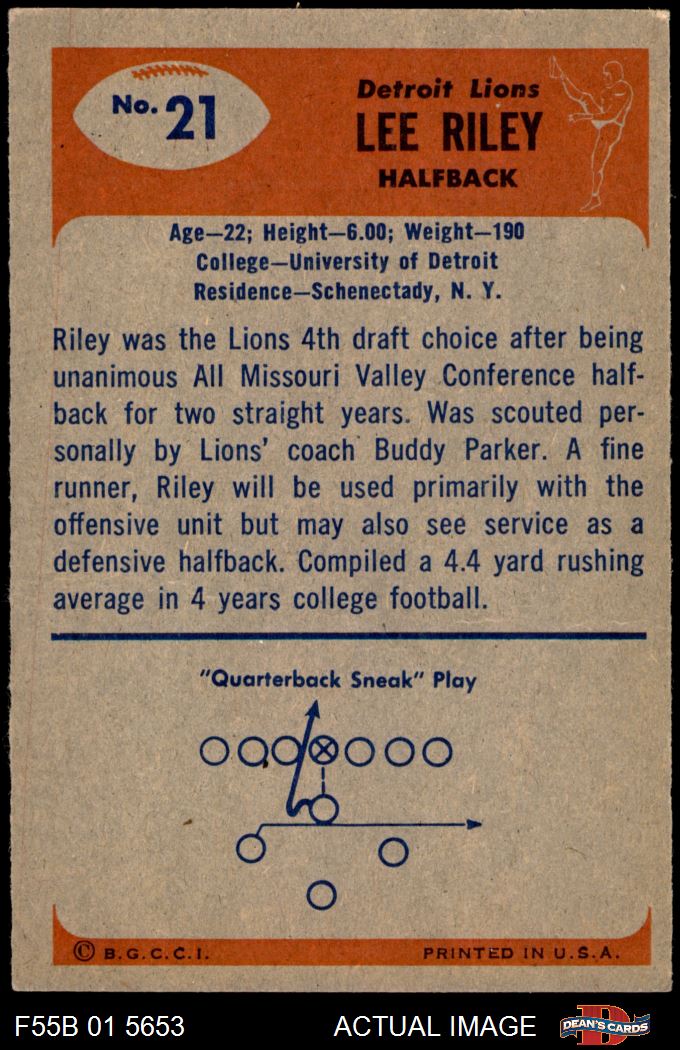 No. 21
Detroit Lions
LEE RILEY
HALFBACK
Age—22; Height—6.00; Weight—190
College—University of Detroit
Residence—Schenectady, N. Y.
Riley was the Lions 4th draft choice after being
unanimous All Missouri Valley Conference half-
back for two straight years. Was scouted per-
sonally by Lions' coach Buddy Parker. A fine
runner, Riley will be used primarily with the
offensive unit but may also see service as a
defensive halfback. Compiled a 4.4 yard rushing
average in 4 years college football.
"Quarterback Sneak" Play
© B.G.C.C.I.
PRINTED IN U.S.A.
F55B 01 5653
ACTUAL IMAGE
D
DEAN'S CARDS